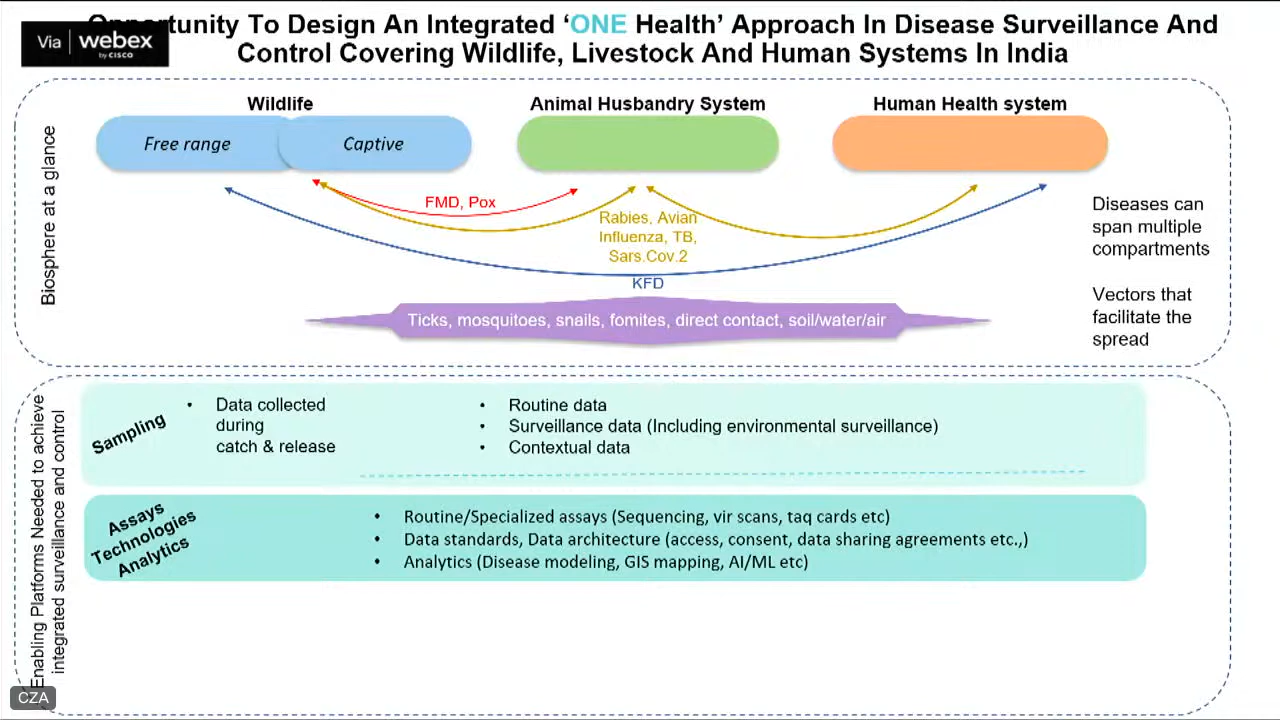 Via webex
by CISCO
tunity To Design An Integrated ‘ONE Health’ Approach In Disease Surveillance And
Control Covering Wildlife, Livestock And Human Systems In India
Biosphere at a glance
Wildlife
Animal Husbandry System
Human Health system
Free range
Captive
FMD, Pox
Rabies, Avian
Influenza, TB,
Sars.Cov.2
KFD
Ticks, mosquitoes, snails, fomites, direct contact, soil/water/air
Diseases can
span multiple
compartments
Vectors that
facilitate the
spread
Enabling Platforms Needed to achieve
integrated surveillance and control
Sampling
• Data collected
during
catch & release
• Routine data
• Surveillance data (Including environmental surveillance)
• Contextual data
Assays
Technologies
Analytics
• Routine/Specialized assays (Sequencing, vir scans, taq cards etc)
• Data standards, Data architecture (access, consent, data sharing agreements etc.,)
• Analytics (Disease modeling, GIS mapping, AI/ML etc)
CZA